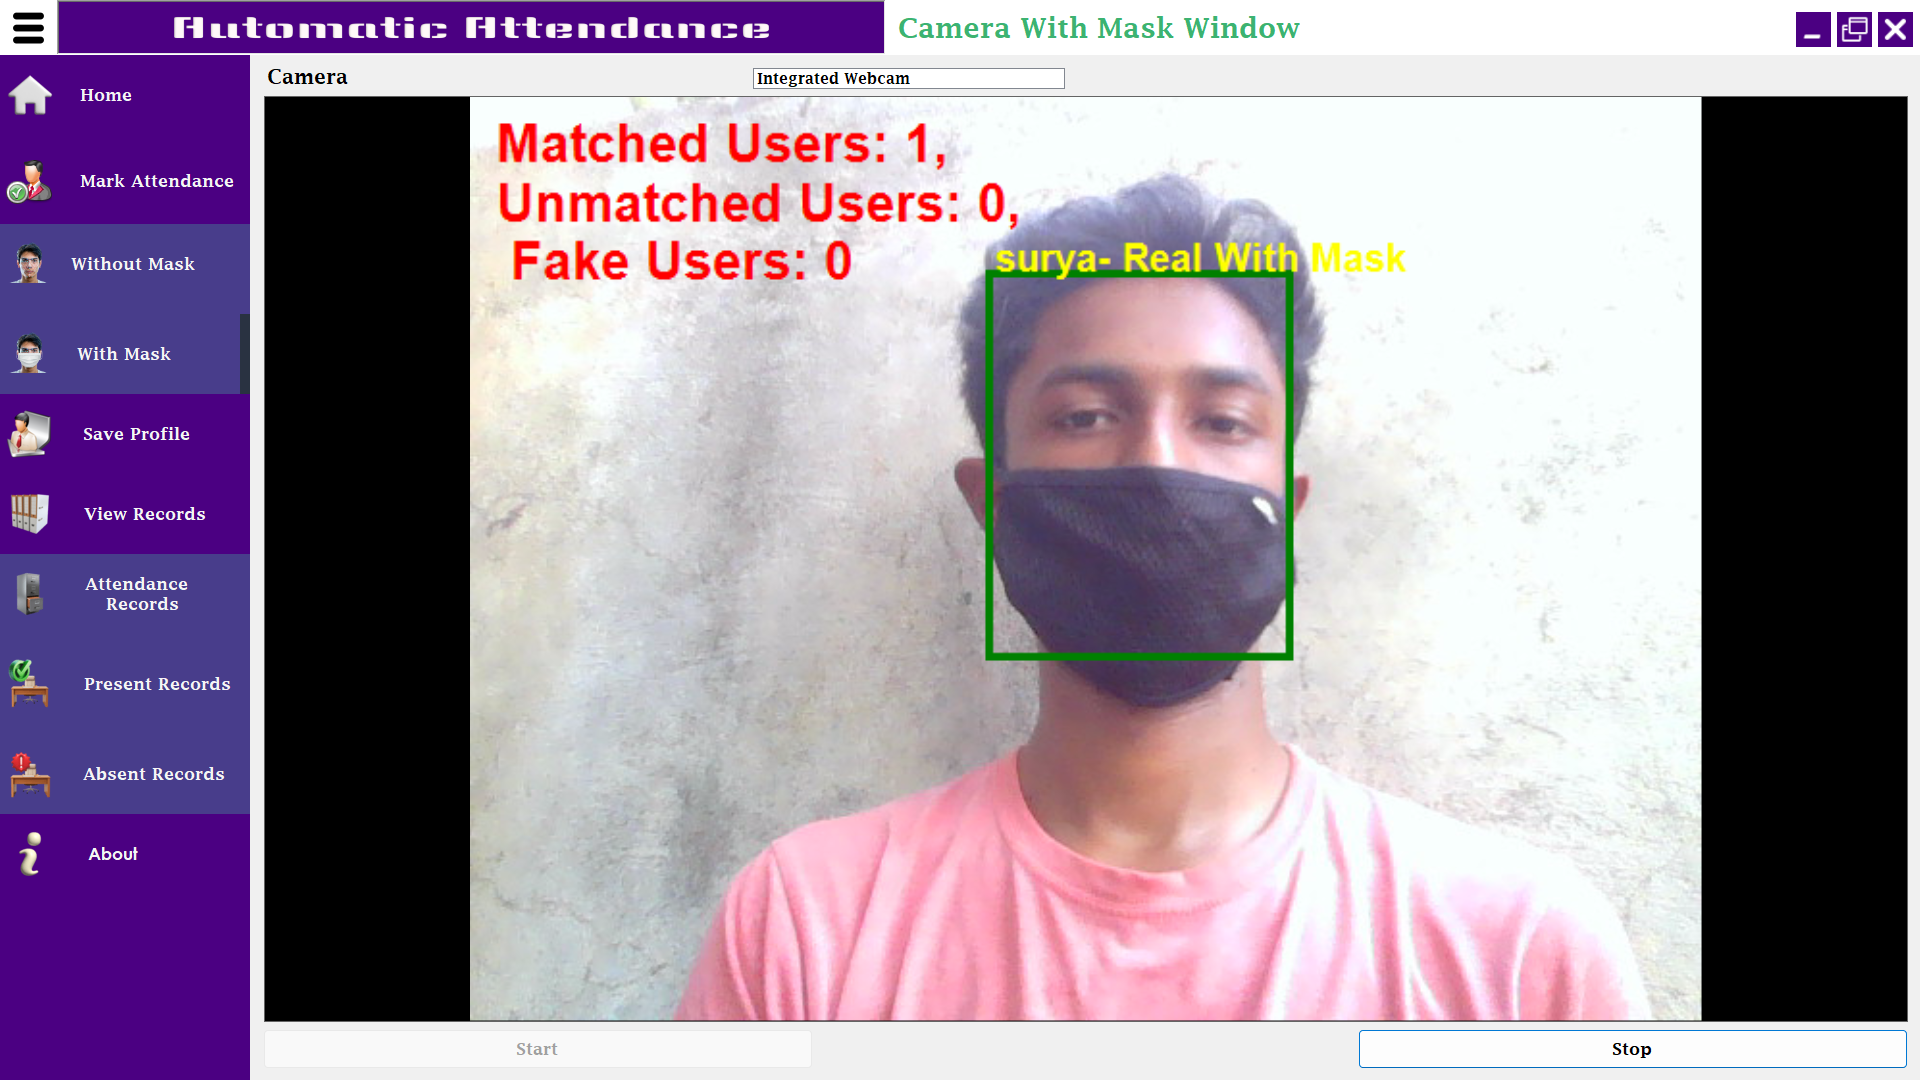 Automatic Attendance
Camera With Mask Window
Home
Mark Attendance
Without Mask
With Mask
Save Profile
View Records
Attendance
Records
Present Records
Absent Records
About
Camera
Integrated Webcam
Matched Users: 1,
Unmatched Users: 0,
Fake Users: 0
surya- Real With Mask
Start
Stop